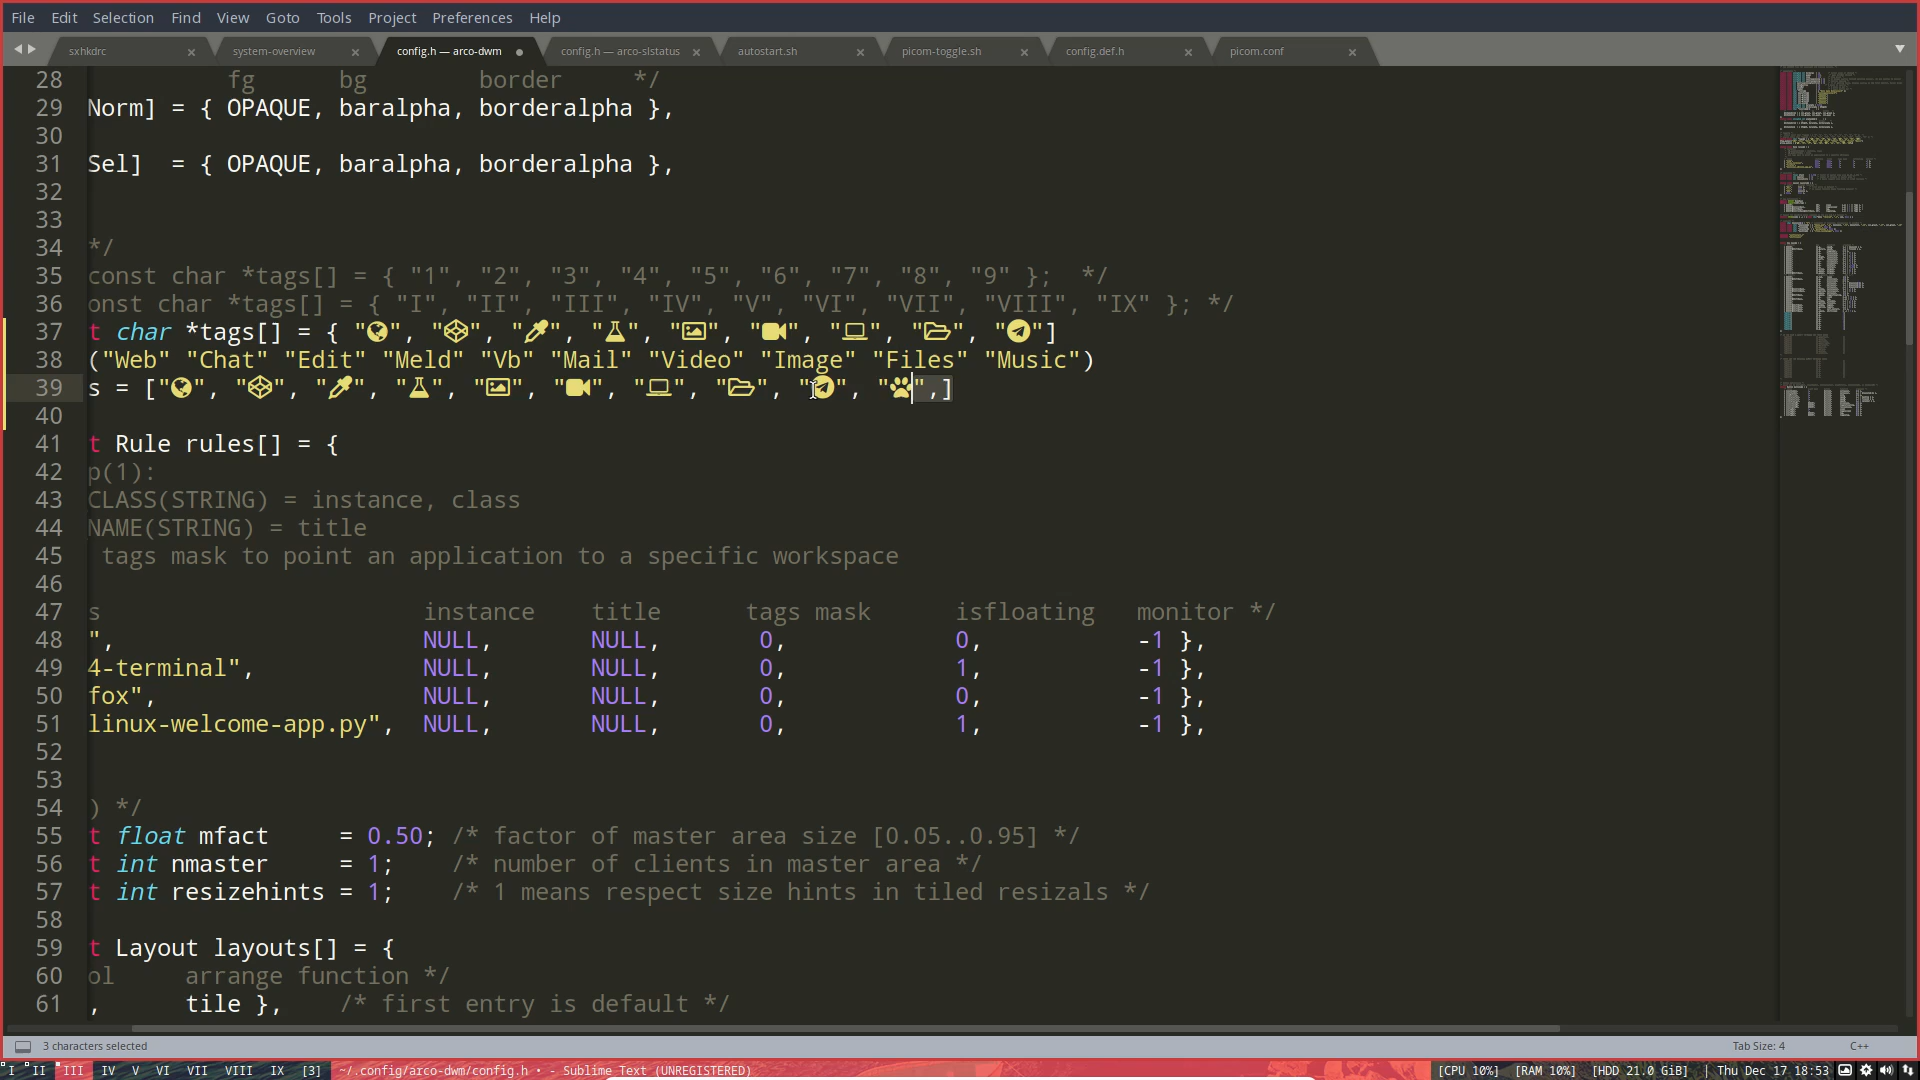 File Edit Selection Find View Goto Tools Project Preferences Help
sxhkdrc system-overview config.h — arco-dwm config.h — arco-slstatus autostart.sh picom-toggle.sh config.def.h picom.conf
28 fg bg border */
29 Norm] = { OPAQUE, baralpha, borderalpha },
30
31 Sel] = { OPAQUE, baralpha, borderalpha },
32
33
34 */
35 const char *tags[] = { "1", "2", "3", "4", "5", "6", "7", "8", "9" }; */
36 onst char *tags[] = { "I", "II", "III", "IV", "V", "VI", "VII", "VIII", "IX" }; */
37 t char *tags[] = { "", "", "", "", "", "", "", "", ""]
38 ("Web" "Chat" "Edit" "Meld" "Vb" "Mail" "Video" "Image" "Files" "Music")
39 s = ["", "", "", "", "", "", "", "", "", "",]
40
41 t Rule rules[] = {
42 p(1):
43 CLASS(STRING) = instance, class
44 NAME(STRING) = title
45 tags mask to point an application to a specific workspace
46
47 s instance title tags mask isfloating monitor */
48 ", NULL, NULL, 0, 0, -1 },
49 4-terminal", NULL, NULL, 0, 1, -1 },
50 fox", NULL, NULL, 0, 0, -1 },
51 linux-welcome-app.py", NULL, NULL, 0, 1, -1 },
52
53
54 ) */
55 t float mfact = 0.50; /* factor of master area size [0.05..0.95] */
56 t int nmaster = 1; /* number of clients in master area */
57 t int resizehints = 1; /* 1 means respect size hints in tiled resizals */
58
59 t Layout layouts[] = {
60 ol arrange function */
61 , tile }, /* first entry is default */
3 characters selected Tab Size: 4 C++
I II III IV V VI VII VIII IX [3] ~/.config/arco-dwm/config.h • - Sublime Text (UNREGISTERED) [CPU 10%] [RAM 10%] [HDD 21.0 GiB] | Thu Dec 17 18:53